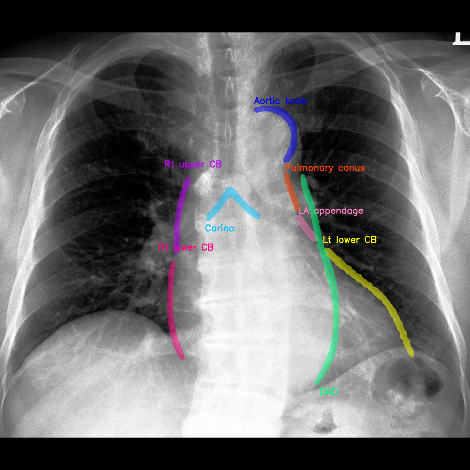 L
Aortic knob
Rt upper CB
Pulmonary conus
LA appendage
Carina
Rt lower CB
Lt lower CB
DAO